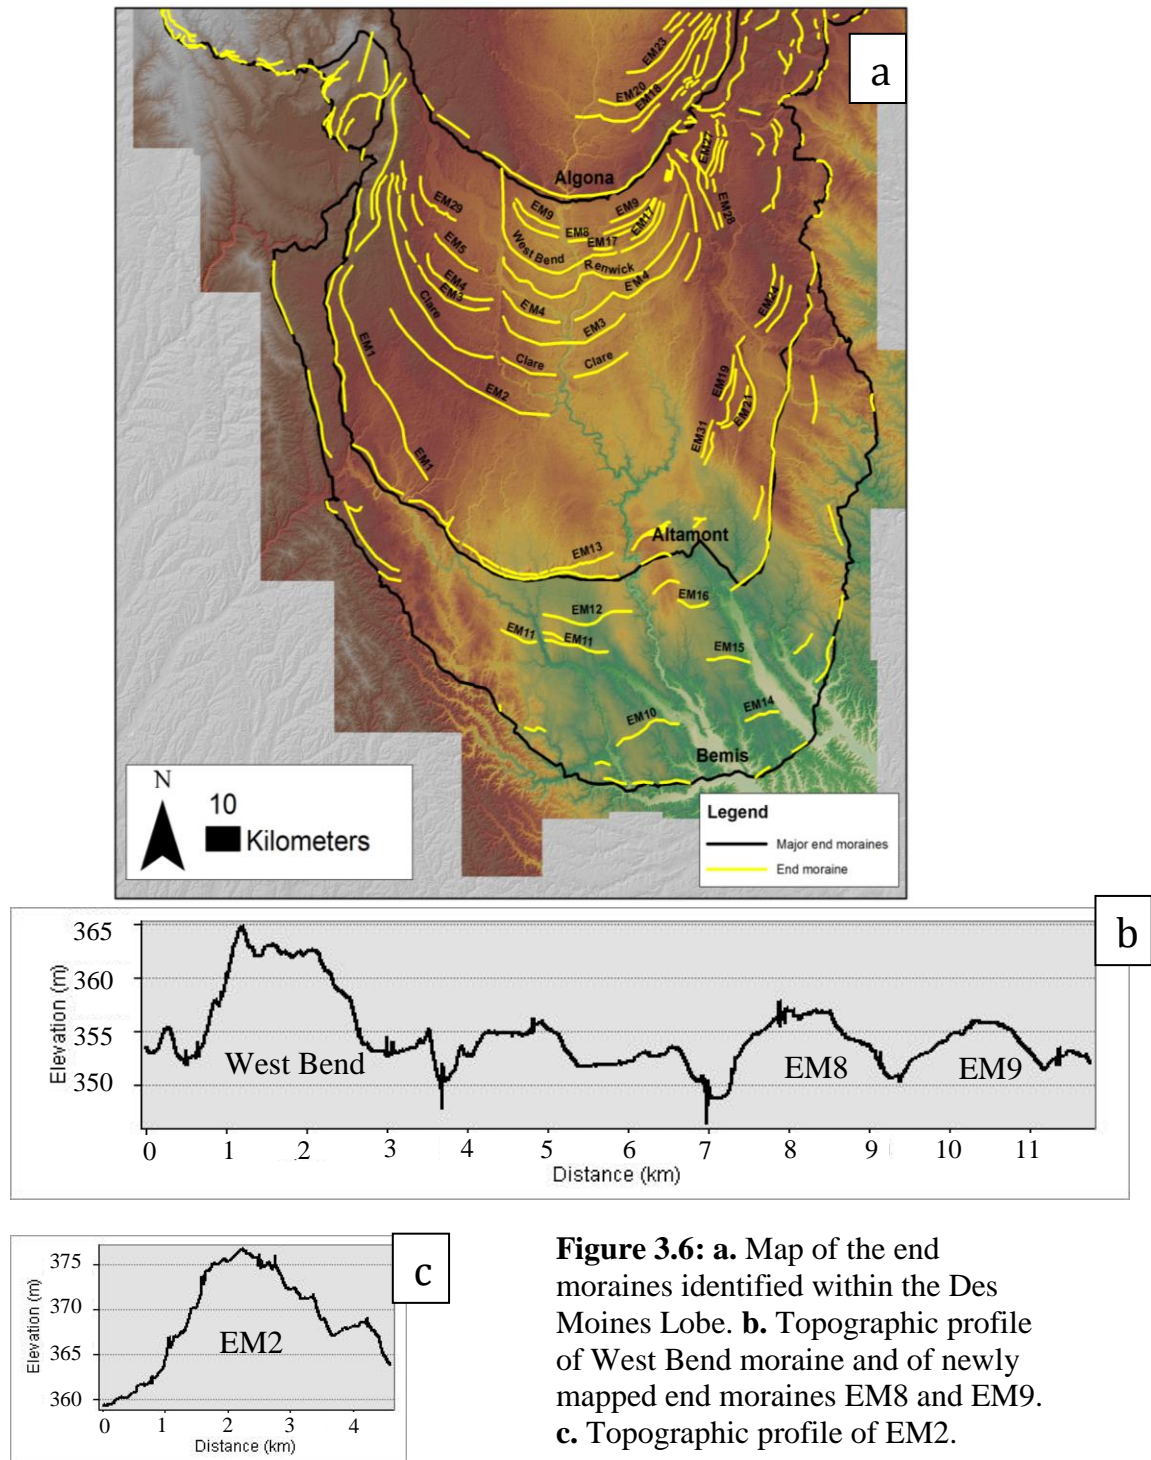 a
EM23
EM20
EM18
EM27
Algona
EM29
EM9
EM9
EM17
EM28
EM8
EM17
EM5
West Bend
Renwick
EM4
EM4
EM3
EM24
Clare
EM4
EM3
EM1
Clare
Clare
EM19
EM2
EM21
EM31
EM1
Altamont
EM13
EM16
EM12
EM11
EM11
EM15
EM10
EM14
Bemis
N
10
Kilometers
Legend
Major end moraines
End moraine
b
365
360
355
350
Elevation (m)
West Bend
EM8
EM9
0 1 2 3 4 5 6 7 8 9 10 11
Distance (km)
c
375
370
365
360
Elevation (m)
EM2
0 1 2 3 4
Distance (km)
Figure 3.6: a. Map of the end
moraines identified within the Des
Moines Lobe. b. Topographic profile
of West Bend moraine and of newly
mapped end moraines EM8 and EM9.
c. Topographic profile of EM2.